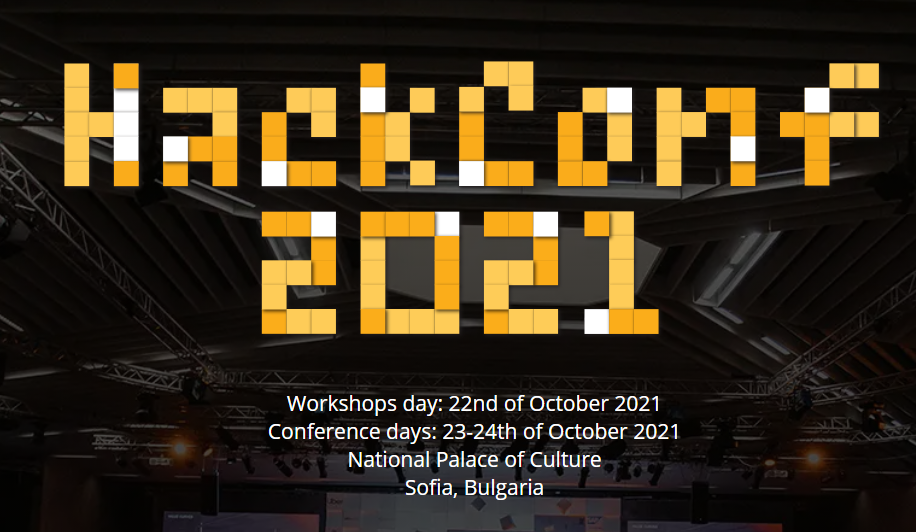 HackConf
2021
Workshops day: 22nd of October 2021
Conference days: 23-24th of October 2021
National Palace of Culture
Sofia, Bulgaria